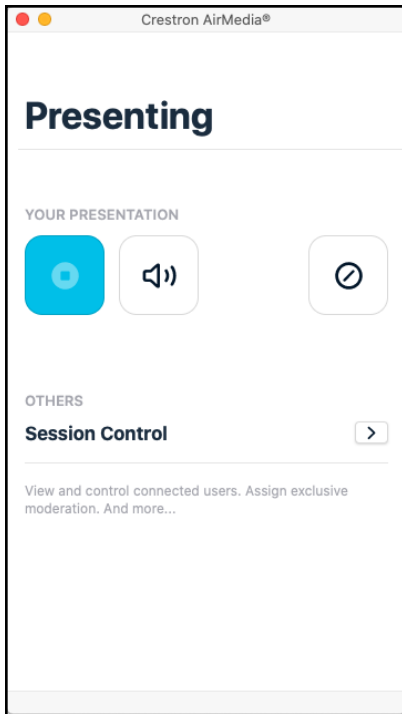 Crestron AirMedia®
Presenting
YOUR PRESENTATION
OTHERS
Session Control
View and control connected users. Assign exclusive
moderation. And more...